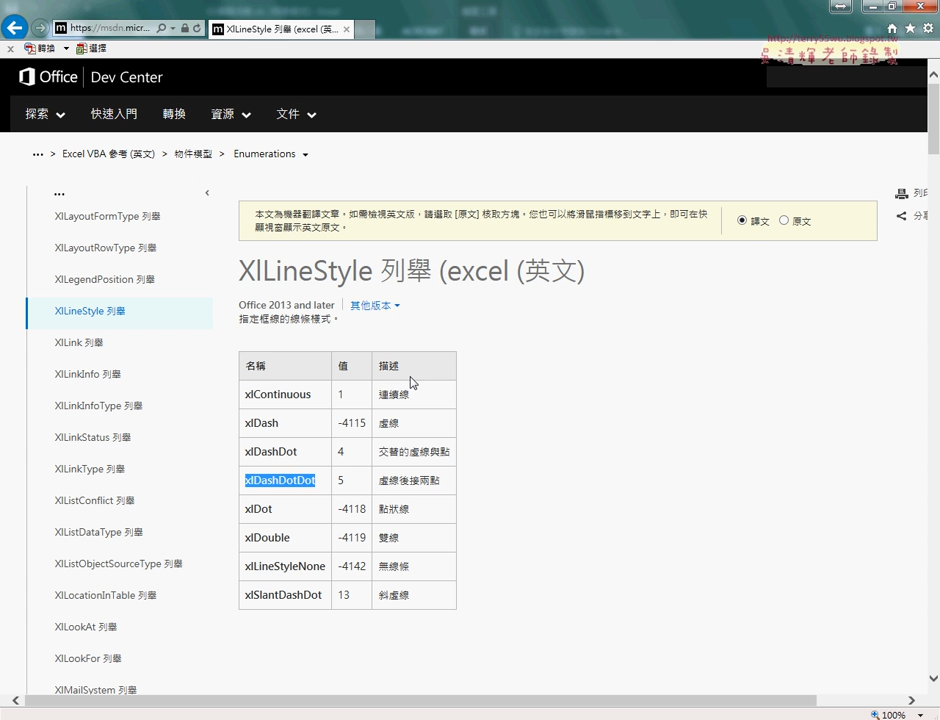 http://terry55wu.blogspot.tw
吳清輝老師錄製
https://msdn.micr...
XlLineStyle 列舉 (excel (英...
轉換
選擇
Office
Dev Center
探索
快速入門
轉換
資源
文件
... > Excel VBA 參考 (英文) > 物件模型 > Enumerations
...
XlLayoutFormType 列舉
XlLayoutRowType 列舉
XlLegendPosition 列舉
XlLineStyle 列舉
XlLink 列舉
XlLinkInfo 列舉
XlLinkInfoType 列舉
XlLinkStatus 列舉
XlLinkType 列舉
XlListConflict 列舉
XlListDataType 列舉
XlListObjectSourceType 列舉
XlLocationInTable 列舉
XlLookAt 列舉
XlLookFor 列舉
XlMailSystem 列舉
本文為機器翻譯文章。如需檢視英文版，請選取 [原文] 核取方塊。您也可以將滑鼠指標移到文字上，即可在快
顯視窗顯示英文原文。
譯文
原文
列印
分享
XlLineStyle 列舉 (excel (英文)
Office 2013 and later
其他版本
指定框線的線條樣式。
名稱 值 描述
xlContinuous 1 連續線
xlDash -4115 虛線
xlDashDot 4 交替的虛線與點
xlDashDotDot 5 虛線後接兩點
xlDot -4118 點狀線
xlDouble -4119 雙線
xlLineStyleNone -4142 無線條
xlSlantDashDot 13 斜虛線
100%